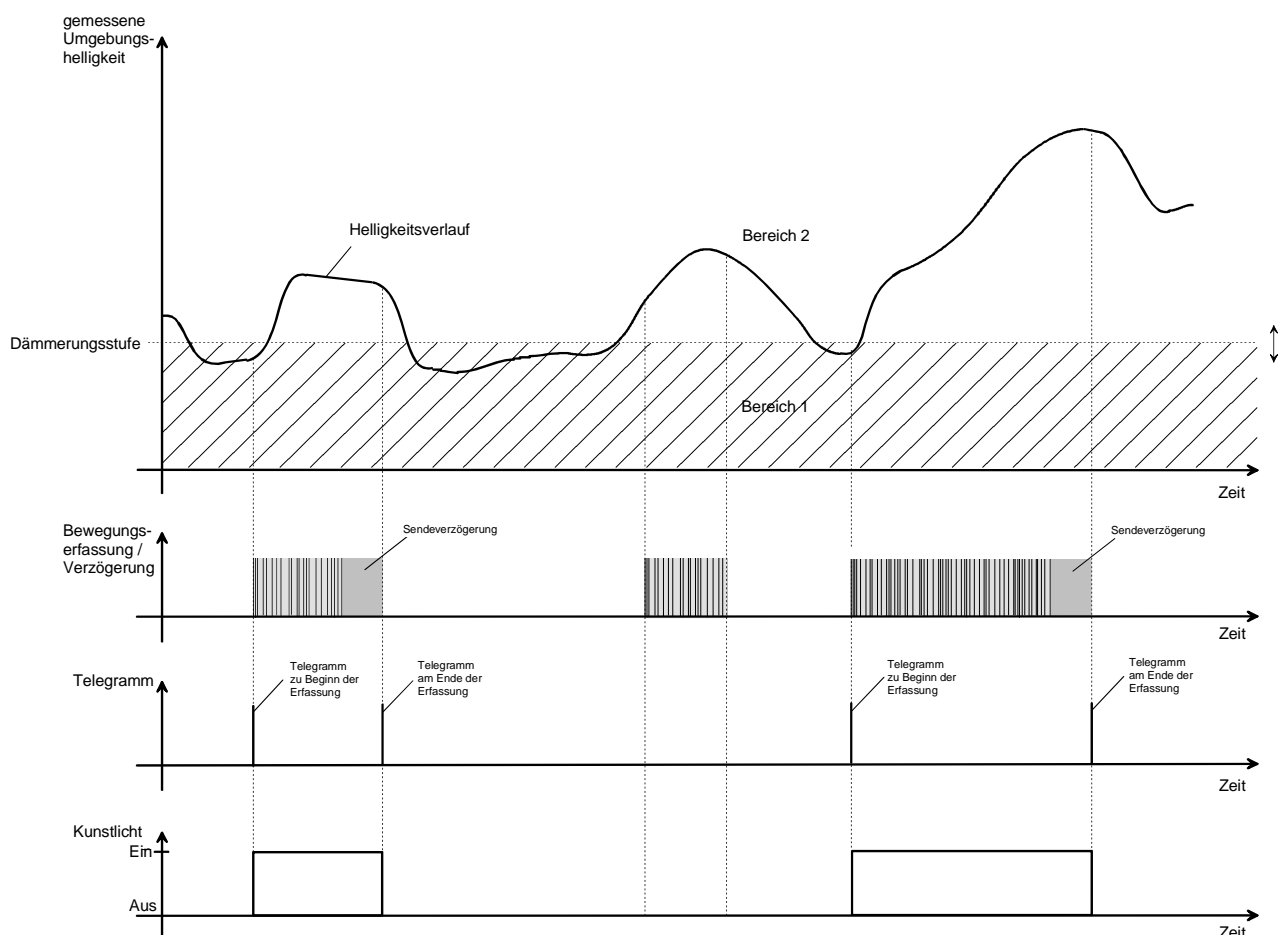 gemessene
Umgebungs-
helligkeit
Helligkeitsverlauf
Bereich 2
Dämmerungsstufe
Bereich 1
Zeit
Bewegungs-
erfassung /
Verzögerung
Sendeverzögerung
Sendeverzögerung
Zeit
Telegramm
Telegramm
zu Beginn der
Erfassung
Telegramm
am Ende der
Erfassung
Telegramm
zu Beginn der
Erfassung
Telegramm
am Ende der
Erfassung
Zeit
Kunstlicht
Ein
Aus
Zeit